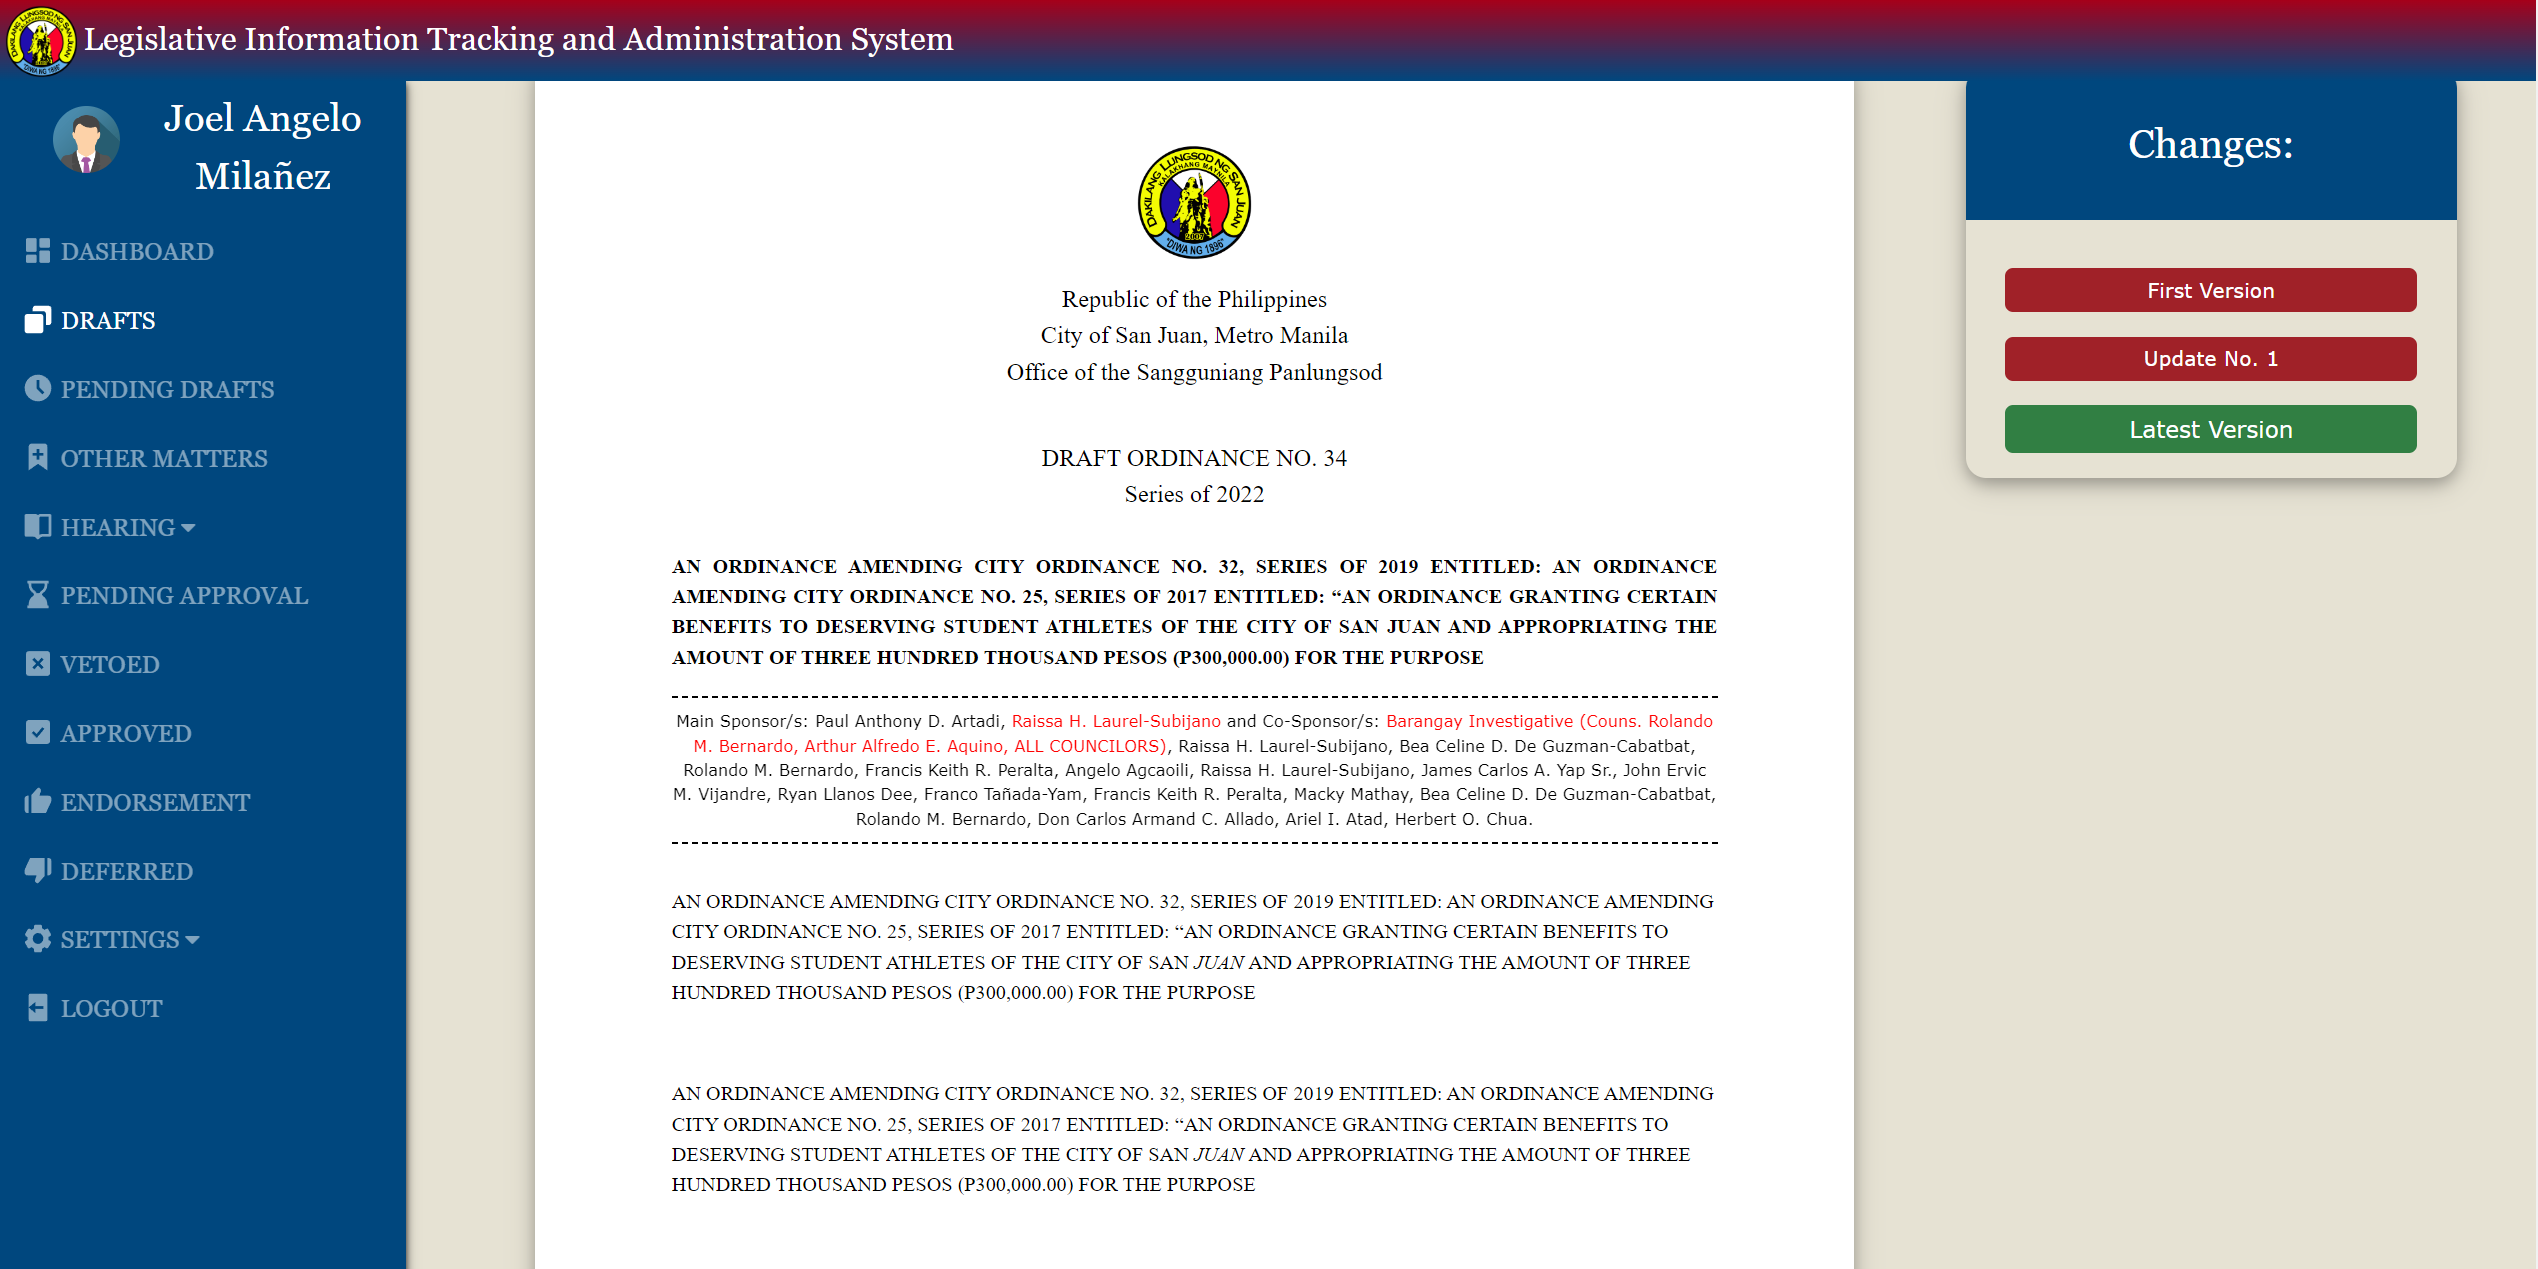 Legislative Information Tracking and Administration System
Joel Angelo
Milañez
DASHBOARD
DRAFTS
PENDING DRAFTS
OTHER MATTERS
HEARING
PENDING APPROVAL
VETOED
APPROVED
ENDORSEMENT
DEFERRED
SETTINGS
LOGOUT
DAKILANG LUNGSOD NG SAN JUAN
KALAKHANG MAYNILA
2007
"DIWA NG 1896"
Republic of the Philippines
City of San Juan, Metro Manila
Office of the Sangguniang Panlungsod
DRAFT ORDINANCE NO. 34
Series of 2022
AN ORDINANCE AMENDING CITY ORDINANCE NO. 32, SERIES OF 2019 ENTITLED: AN ORDINANCE
AMENDING CITY ORDINANCE NO. 25, SERIES OF 2017 ENTITLED: “AN ORDINANCE GRANTING CERTAIN
BENEFITS TO DESERVING STUDENT ATHLETES OF THE CITY OF SAN JUAN AND APPROPRIATING THE
AMOUNT OF THREE HUNDRED THOUSAND PESOS (P300,000.00) FOR THE PURPOSE
Main Sponsor/s: Paul Anthony D. Artadi, Raissa H. Laurel-Subijano and Co-Sponsor/s: Barangay Investigative (Couns. Rolando
M. Bernardo, Arthur Alfredo E. Aquino, ALL COUNCILORS), Raissa H. Laurel-Subijano, Bea Celine D. De Guzman-Cabatbat,
Rolando M. Bernardo, Francis Keith R. Peralta, Angelo Agcaoili, Raissa H. Laurel-Subijano, James Carlos A. Yap Sr., John Ervic
M. Vijandre, Ryan Llanos Dee, Franco Tañada-Yam, Francis Keith R. Peralta, Macky Mathay, Bea Celine D. De Guzman-Cabatbat,
Rolando M. Bernardo, Don Carlos Armand C. Allado, Ariel I. Atad, Herbert O. Chua.
AN ORDINANCE AMENDING CITY ORDINANCE NO. 32, SERIES OF 2019 ENTITLED: AN ORDINANCE AMENDING
CITY ORDINANCE NO. 25, SERIES OF 2017 ENTITLED: “AN ORDINANCE GRANTING CERTAIN BENEFITS TO
DESERVING STUDENT ATHLETES OF THE CITY OF SAN JUAN AND APPROPRIATING THE AMOUNT OF THREE
HUNDRED THOUSAND PESOS (P300,000.00) FOR THE PURPOSE
AN ORDINANCE AMENDING CITY ORDINANCE NO. 32, SERIES OF 2019 ENTITLED: AN ORDINANCE AMENDING
CITY ORDINANCE NO. 25, SERIES OF 2017 ENTITLED: “AN ORDINANCE GRANTING CERTAIN BENEFITS TO
DESERVING STUDENT ATHLETES OF THE CITY OF SAN JUAN AND APPROPRIATING THE AMOUNT OF THREE
HUNDRED THOUSAND PESOS (P300,000.00) FOR THE PURPOSE
Changes:
First Version
Update No. 1
Latest Version